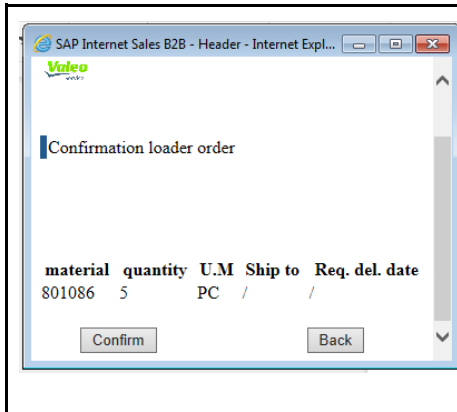 SAP Internet Sales B2B - Header - Internet Expl...
Valeo
service
Confirmation loader order
material quantity U.M Ship to Req. del. date
801086 5 PC / /
Confirm Back